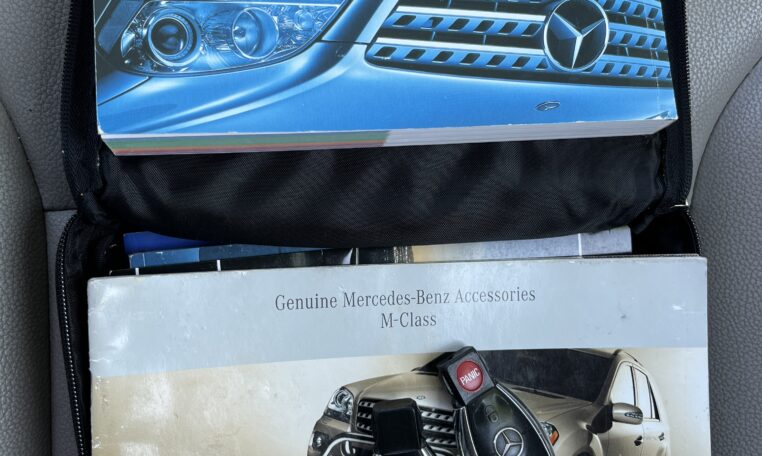 Genuine Mercedes-Benz Accessories
M-Class
PANIC